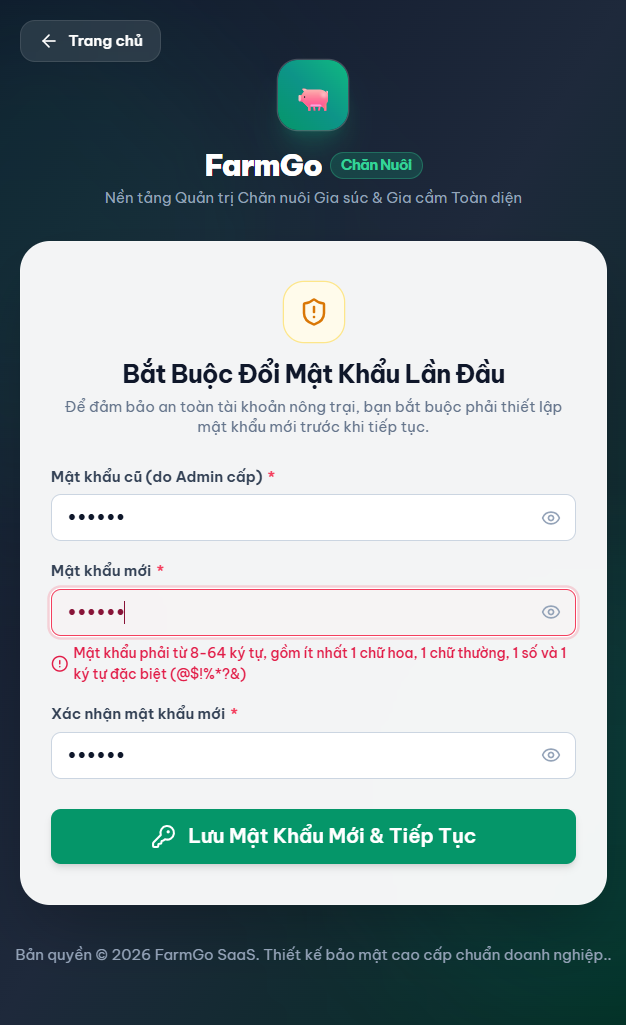 Trang chủ
FarmGo Chăn Nuôi
Nền tảng Quản trị Chăn nuôi Gia súc & Gia cầm Toàn diện
Bắt Buộc Đổi Mật Khẩu Lần Đầu
Để đảm bảo an toàn tài khoản nông trại, bạn bắt buộc phải thiết lập
mật khẩu mới trước khi tiếp tục.
Mật khẩu cũ (do Admin cấp) *
••••••
Mật khẩu mới *
••••••
Mật khẩu phải từ 8-64 ký tự, gồm ít nhất 1 chữ hoa, 1 chữ thường, 1 số và 1
ký tự đặc biệt (@$!%*?&)
Xác nhận mật khẩu mới *
••••••
Lưu Mật Khẩu Mới & Tiếp Tục
Bản quyền © 2026 FarmGo SaaS. Thiết kế bảo mật cao cấp chuẩn doanh nghiệp..